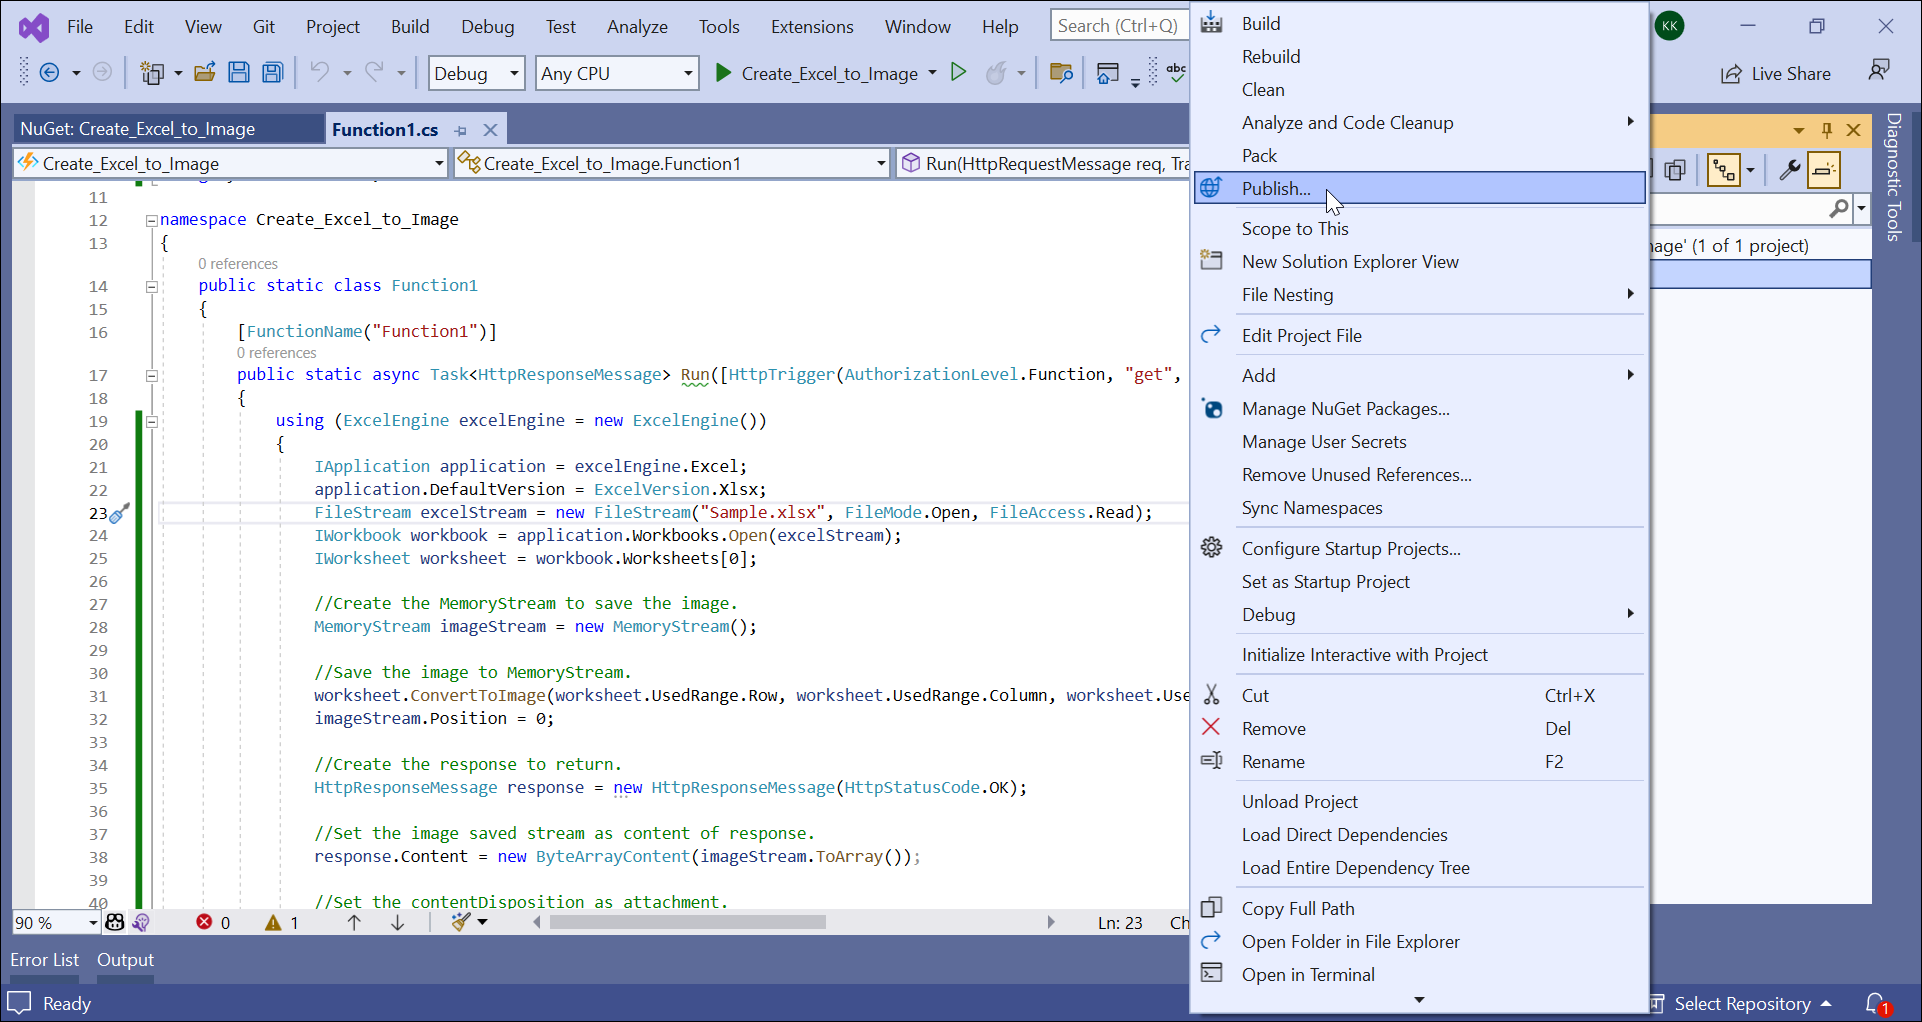 File Edit View Git Project Build Debug Test Analyze Tools Extensions Window Help Search (Ctrl+Q) KK
Debug Any CPU Create_Excel_to_Image abc Live Share
NuGet: Create_Excel_to_Image Function1.cs
Create_Excel_to_Image Create_Excel_to_Image.Function1 Run(HttpRequestMessage req, Tra
11
12 namespace Create_Excel_to_Image
13 {
0 references
14 public static class Function1
15 {
16 [FunctionName("Function1")]
0 references
17 public static async Task<HttpResponseMessage> Run([HttpTrigger(AuthorizationLevel.Function, "get",
18 {
19 using (ExcelEngine excelEngine = new ExcelEngine())
20 {
21 IApplication application = excelEngine.Excel;
22 application.DefaultVersion = ExcelVersion.Xlsx;
23 FileStream excelStream = new FileStream("Sample.xlsx", FileMode.Open, FileAccess.Read);
24 IWorkbook workbook = application.Workbooks.Open(excelStream);
25 IWorksheet worksheet = workbook.Worksheets[0];
26
27 //Create the MemoryStream to save the image.
28 MemoryStream imageStream = new MemoryStream();
29
30 //Save the image to MemoryStream.
31 worksheet.ConvertToImage(worksheet.UsedRange.Row, worksheet.UsedRange.Column, worksheet.Use
32 imageStream.Position = 0;
33
34 //Create the response to return.
35 HttpResponseMessage response = new HttpResponseMessage(HttpStatusCode.OK);
36
37 //Set the image saved stream as content of response.
38 response.Content = new ByteArrayContent(imageStream.ToArray());
39
40 //Set the contentDisposition as attachment.
90 % 0 1 Ln: 23 Ch
Error List Output
Ready
Build
Rebuild
Clean
Analyze and Code Cleanup
Pack
Publish...
Scope to This
New Solution Explorer View
File Nesting
Edit Project File
Add
Manage NuGet Packages...
Manage User Secrets
Remove Unused References...
Sync Namespaces
Configure Startup Projects...
Set as Startup Project
Debug
Initialize Interactive with Project
Cut Ctrl+X
Remove Del
Rename F2
Unload Project
Load Direct Dependencies
Load Entire Dependency Tree
Copy Full Path
Open Folder in File Explorer
Open in Terminal
age' (1 of 1 project)
Diagnostic Tools
Select Repository 1